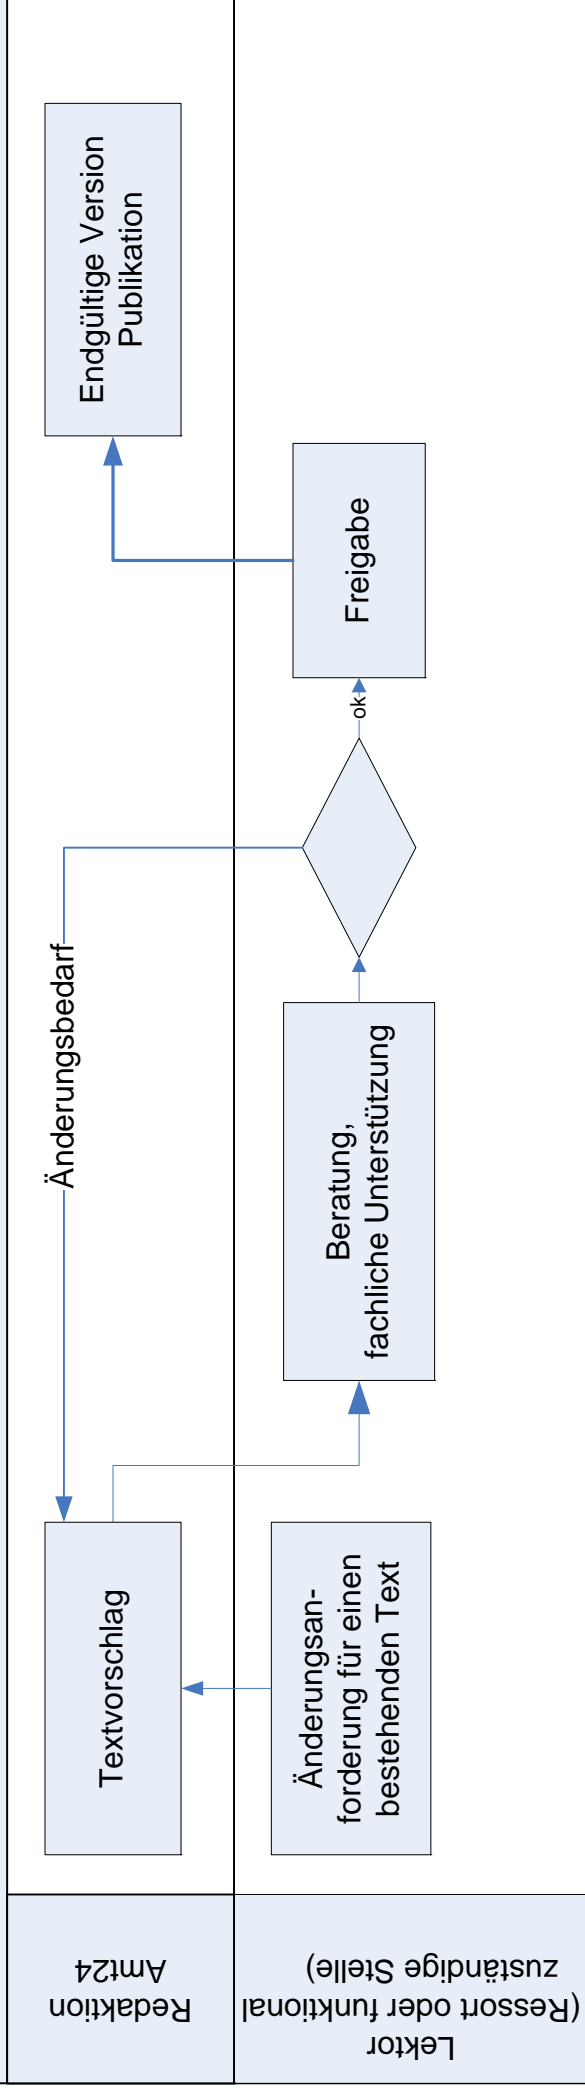 Redaktion
Amt24
Lektor
(Ressort oder funktional
zuständige Stelle)
Textvorschlag
Änderungsan-
forderung für einen
bestehenden Text
Beratung,
fachliche Unterstützung
Änderungsbedarf
ok
Freigabe
Endgültige Version
Publikation